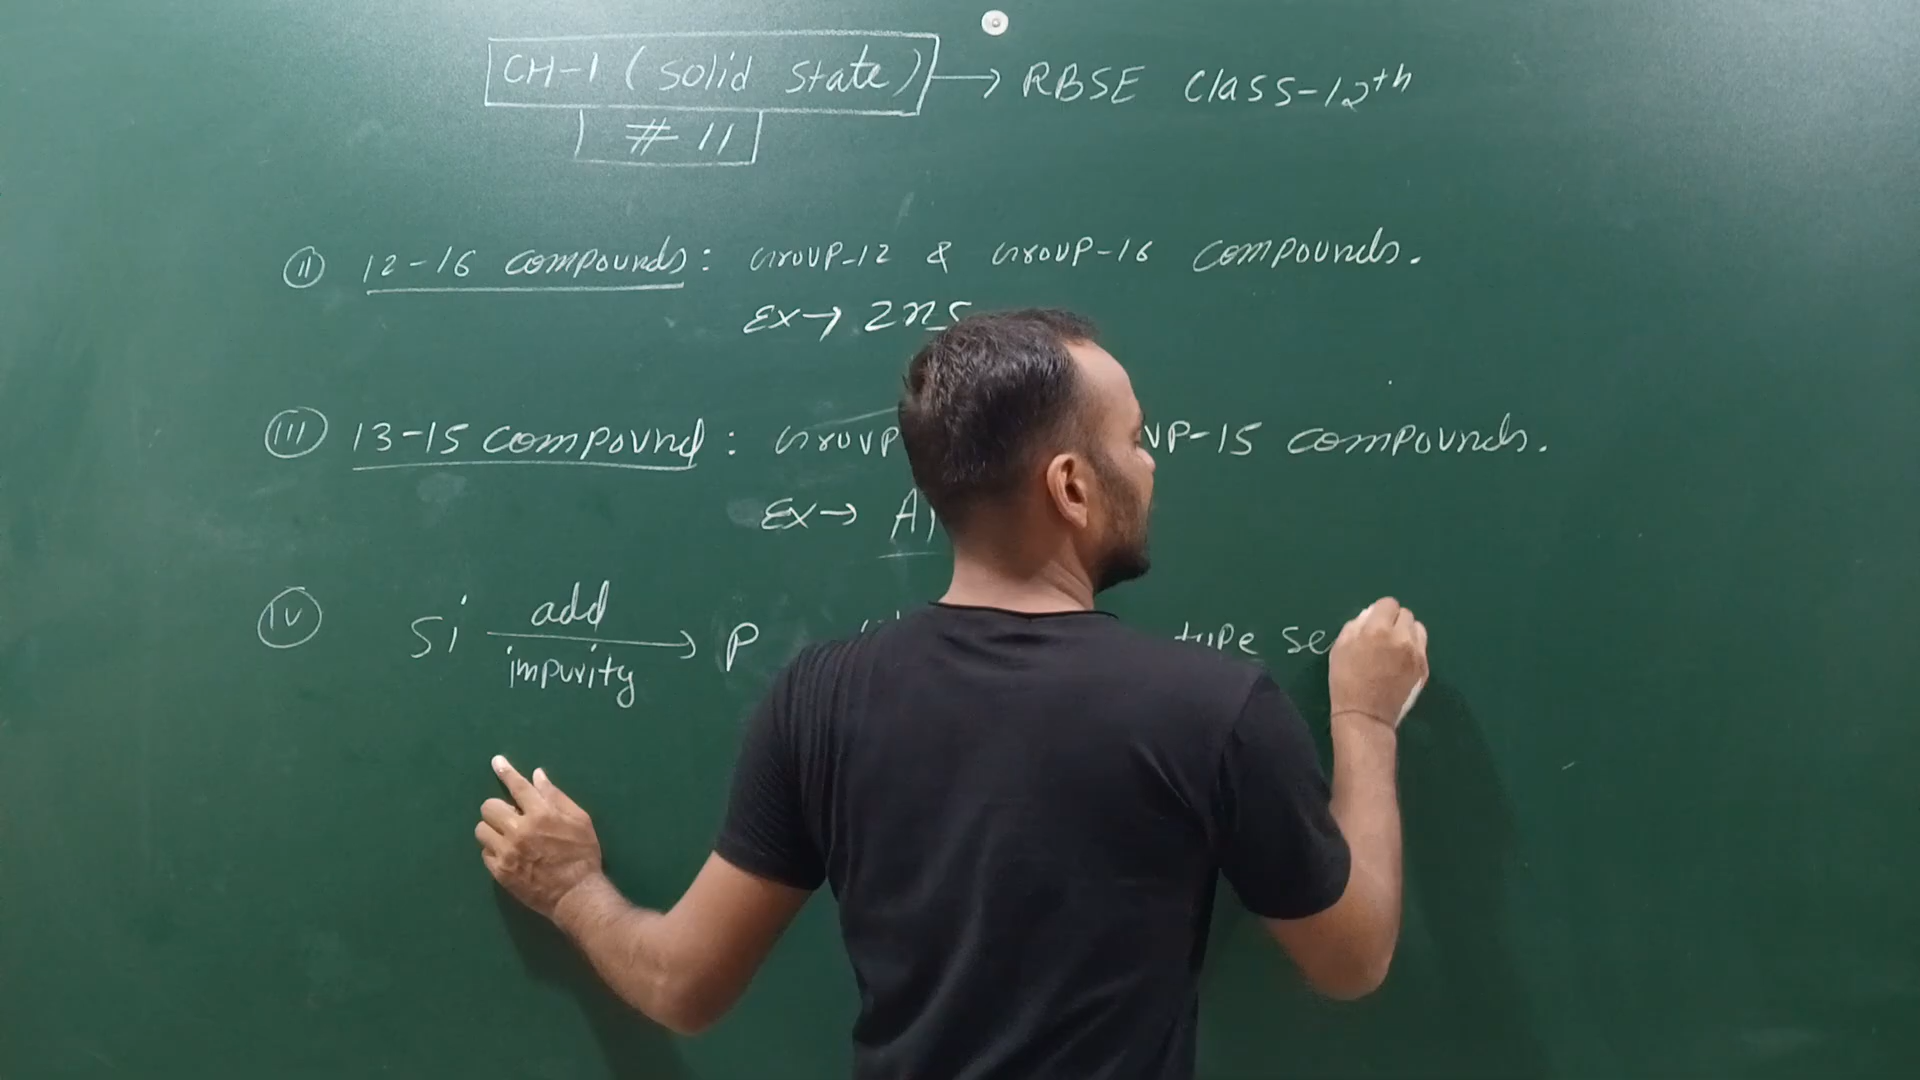 CH-1 (Solid State) → RBSE Class-12th
# 11
(ii) 12-16 compounds : Group-12 & Group-16 compounds.
Ex → ZnS
(iii) 13-15 compound : Group -15 compounds.
Ex →
(iv) Si add impurity → P type